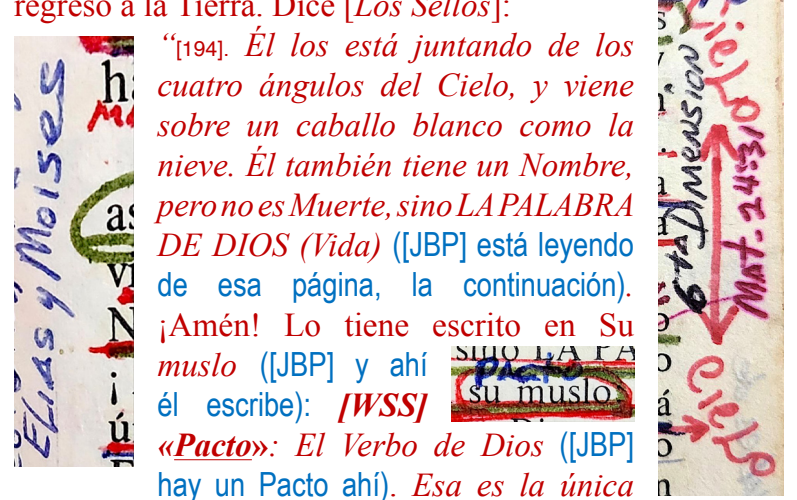 regreso a la Tierra. Dice [Los Sellos]:
“[194]. Él los está juntando de los
cuatro ángulos del Cielo, y viene
sobre un caballo blanco como la
nieve. Él también tiene un Nombre,
pero no es Muerte, sino LA PALABRA
DE DIOS (Vida) ([JBP] está leyendo
de esa página, la continuación).
¡Amén! Lo tiene escrito en Su
muslo ([JBP] y ahí
él escribe): [WSS]
«Pacto»: El Verbo de Dios ([JBP]
hay un Pacto ahí). Esa es la única
Elias y Moises
Pacto
su muslo
Cielo
6ta Dimension
Mat. 24:31
Cielo